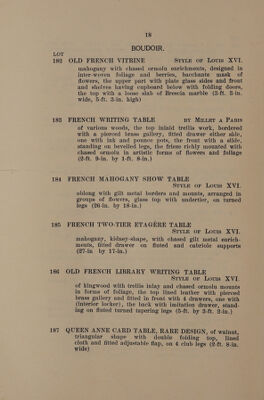 18
BOUDOIR.
LOT
182 OLD FRENCH VITRINE STYLE OF LOUIS XVI.
mahogany with chased ormolu enrichments, designed in
inter-woven foliage and berries, bacchante mask of
flowers, the upper part with plate glass sides and front
and shelves having cupboard below with folding doors,
the top with a loose slab of Brescia marble (3-ft. 3-in.
wide, 5-ft. 3-in. high)
183 FRENCH WRITING TABLE BY MILLET A PARIS
of various woods, the top inlaid trellis work, bordered
with a pierced brass gallery, fitted drawer either side,
one with ink and pounce pots, the front with a slide,
standing on bevelled legs, the frieze richly mounted with
chased ormolu in artistic forms of flowers and foliage
(2-ft. 9-in. by 1-ft. 8-in.)
184 FRENCH MAHOGANY SHOW TABLE
STYLE OF LOUIS XVI.
oblong with gilt metal borders and mounts, arranged in
groups of flowers, glass top with undertier, on turned
legs (26-in. by 18-in.)
185 FRENCH TWO-TIER ETAGÈRE TABLE
STYLE OF LOUIS XVI.
mahogany, kidney-shape, with chased gilt metal enrich-
ments, fitted drawer on fluted and cabriole supports
(27-in by 17-in.)
186 OLD FRENCH LIBRARY WRITING TABLE
STYLE OF LOUIS XVI.
of kingwood with trellis inlay and chased ormolu mounts
in forms of foliage, the top lined leather with pierced
brass gallery and fitted in front with 4 drawers, one with
(interior locker), the back with imitation drawer, stand-
ing on fluted turned tapering legs (5-ft. by 3-ft. 2-in.)
187 QUEEN ANNE CARD TABLE, RARE DESIGN, of walnut,
triangular shape with double folding top, lined
cloth and fitted adjustable flap, on 4 club legs (2-ft. 8-in.
wide)